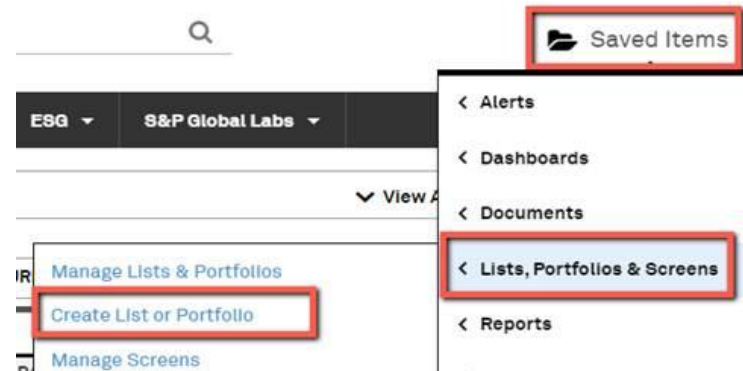 Saved Items
ESG
S&P Global Labs
Alerts
Dashboards
View A
Documents
Manage Lists & Portfolios
Lists, Portfolios & Screens
Create List or Portfolio
Reports
Manage Screens